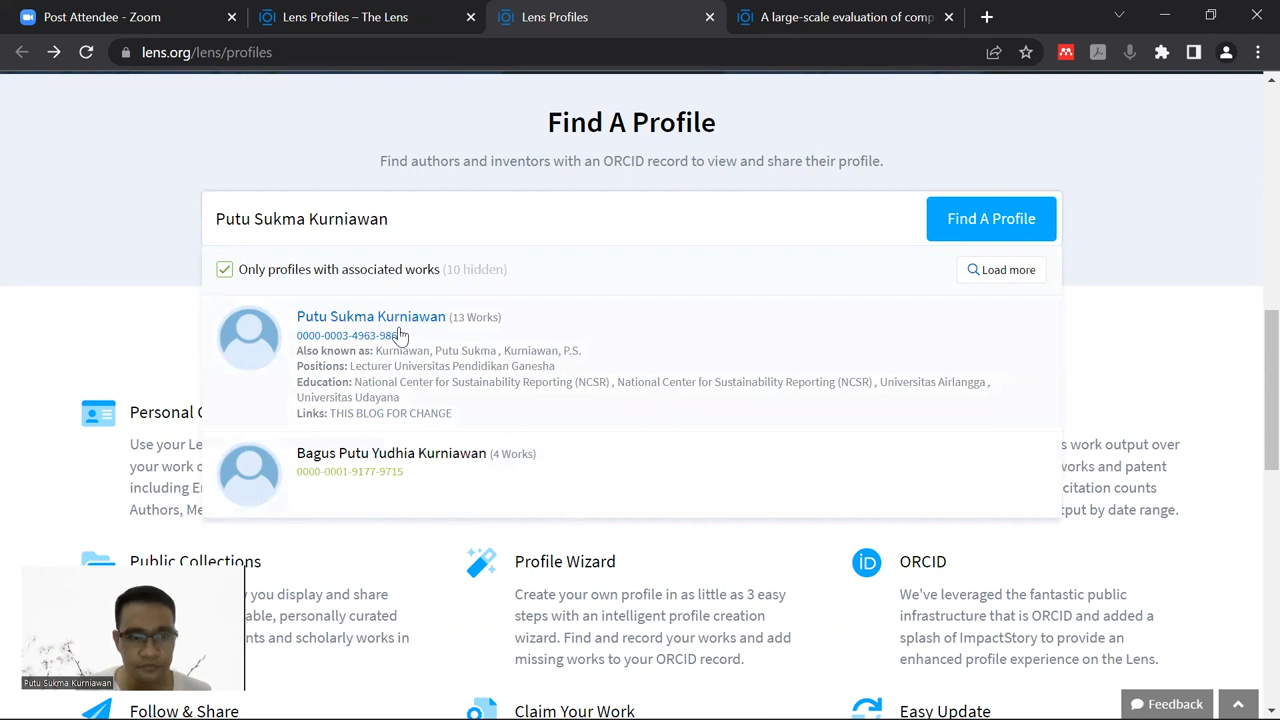 Post Attendee - Zoom
Lens Profiles – The Lens
Lens Profiles
A large-scale evaluation of comp
lens.org/lens/profiles
Find A Profile
Find authors and inventors with an ORCID record to view and share their profile.
Putu Sukma Kurniawan
Find A Profile
Only profiles with associated works (10 hidden)
Load more
Putu Sukma Kurniawan (13 Works)
0000-0003-4963-98
Also known as: Kurniawan, Putu Sukma , Kurniawan, P.S.
Positions: Lecturer Universitas Pendidikan Ganesha
Education: National Center for Sustainability Reporting (NCSR) , National Center for Sustainability Reporting (NCSR) , Universitas Airlangga ,
Universitas Udayana
Links: THIS BLOG FOR CHANGE
Bagus Putu Yudhia Kurniawan (4 Works)
0000-0001-9177-9715
Personal
Use your Le
your work o
including E
Authors, Me
s work output over
works and patent
citation counts
tput by date range.
Public Collections
you display and share
able, personally curated
nts and scholarly works in
Profile Wizard
Create your own profile in as little as 3 easy
steps with an intelligent profile creation
wizard. Find and record your works and add
missing works to your ORCID record.
iD
ORCID
We've leveraged the fantastic public
infrastructure that is ORCID and added a
splash of ImpactStory to provide an
enhanced profile experience on the Lens.
Putu Sukma Kurniawan
Follow & Share
Claim Your Work
Easy Update
Feedback